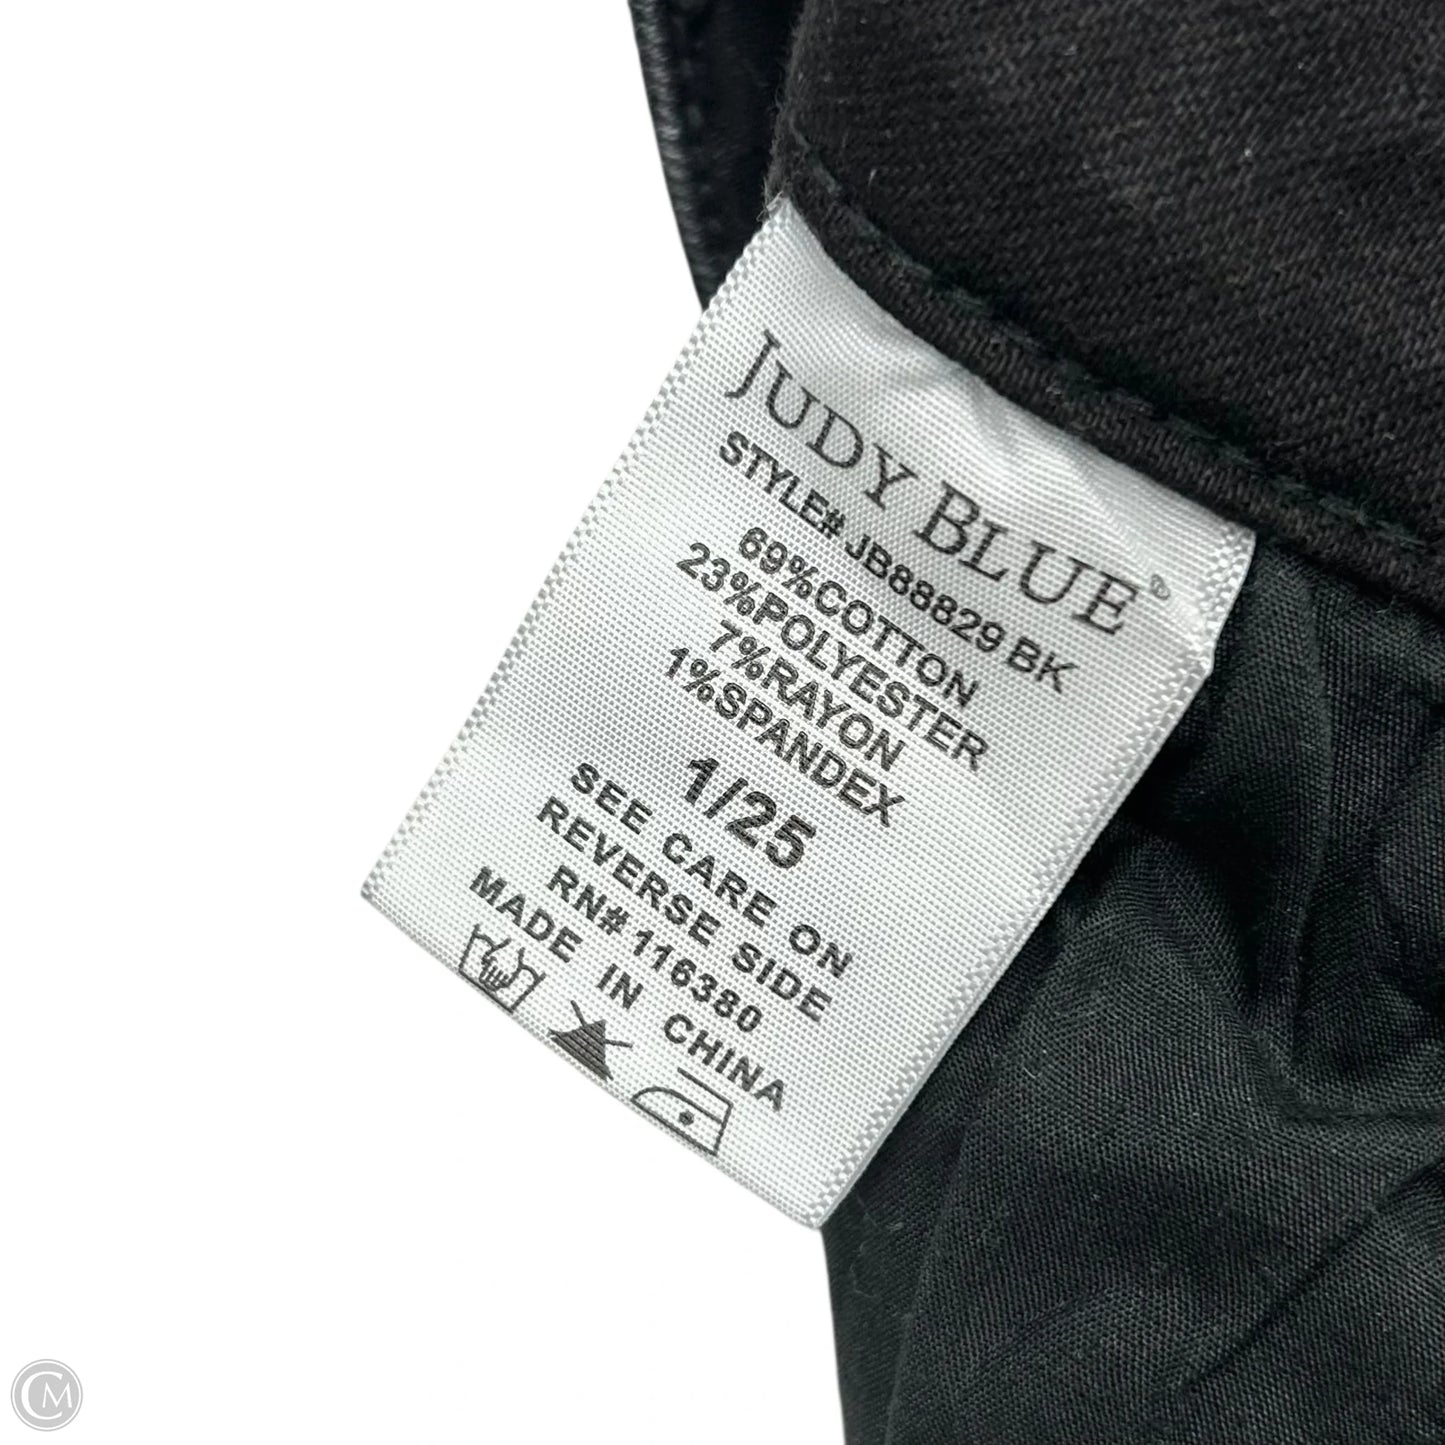 JUDY BLUE®
STYLE# JB88829 BK
69%COTTON
23%POLYESTER
7%RAYON
1%SPANDEX
1/25
SEE CARE ON
REVERSE SIDE
RN# 116380
MADE IN CHINA
CM